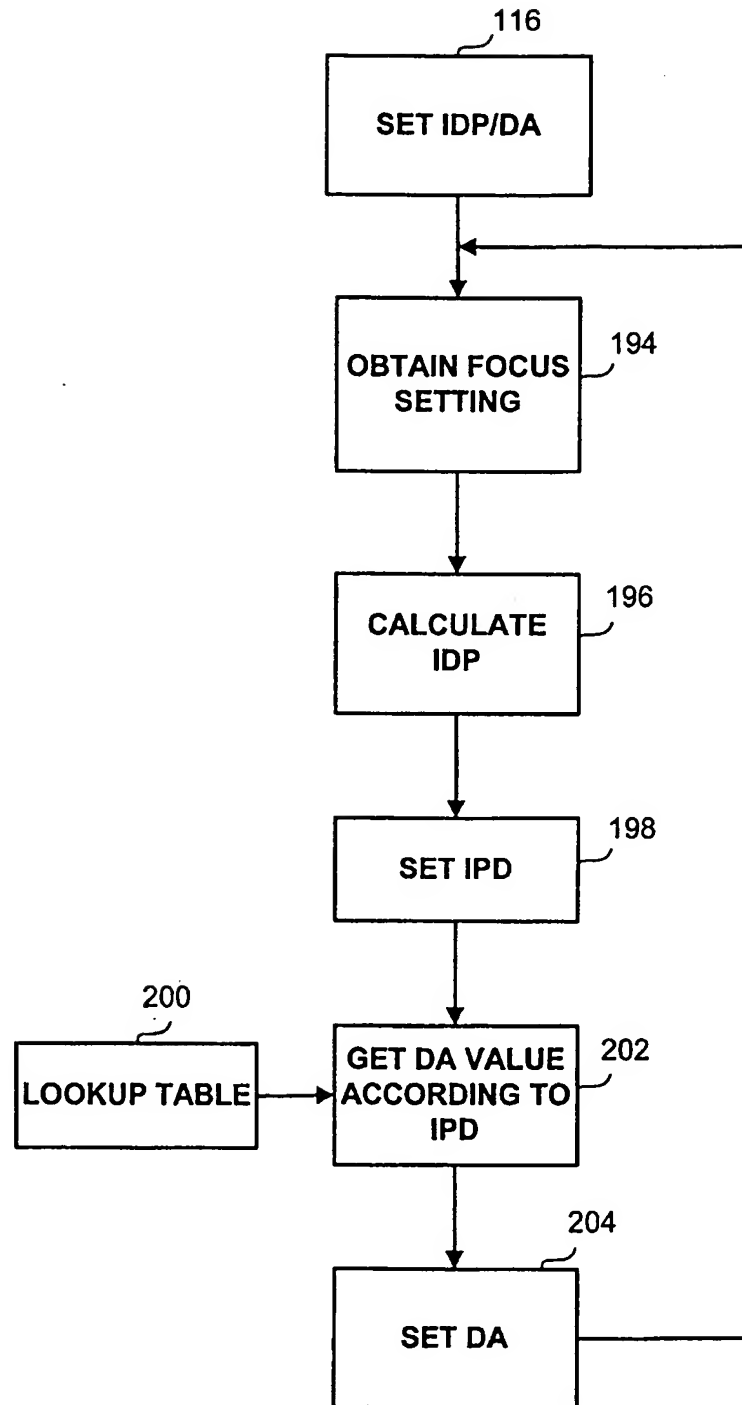 116
SET IDP/DA
OBTAIN FOCUS
SETTING
194
CALCULATE
IDP
196
SET IPD
198
200
LOOKUP TABLE
GET DA VALUE
ACCORDING TO
IPD
202
204
SET DA